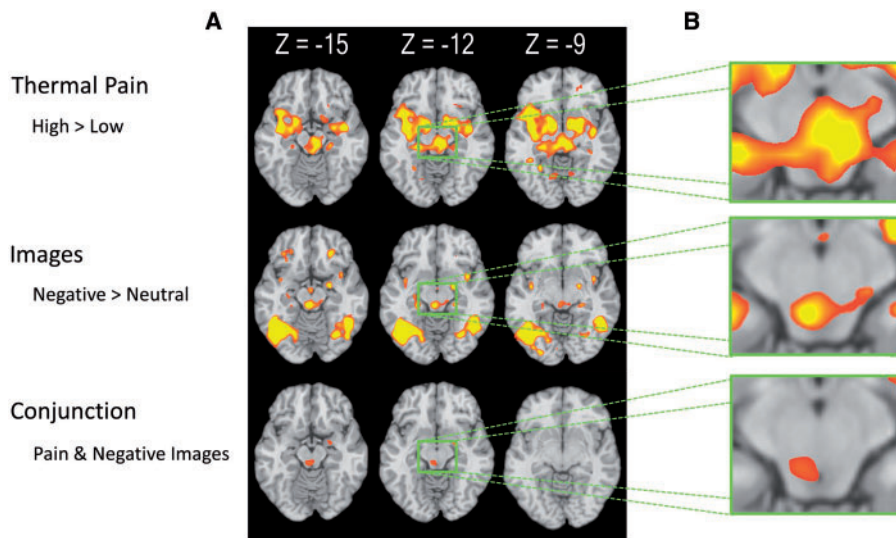 A
B
Z = -15
Z = -12
Z = -9
Thermal Pain
High > Low
Images
Negative > Neutral
Conjunction
Pain & Negative Images